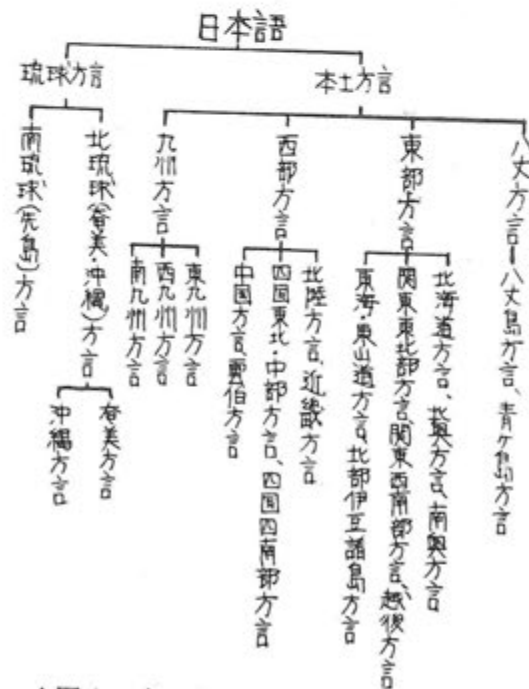 日本語
本土方言
琉球方言
八丈方言
八丈島方言、青ヶ島方言
東部方言
北海道方言、北奥方言、南奥方言
関東東北部方言、関東西南部方言、越後方言
東海・東山道方言、北部伊豆諸島方言
西部方言
北陸方言、近畿方言
四国東北・中部方言、四国西南部方言
中国方言、雲伯方言
九州方言
東九州方言
西九州方言
南九州方言
北琉球(奄美・沖縄)方言
奄美方言
沖縄方言
南琉球(先島)方言